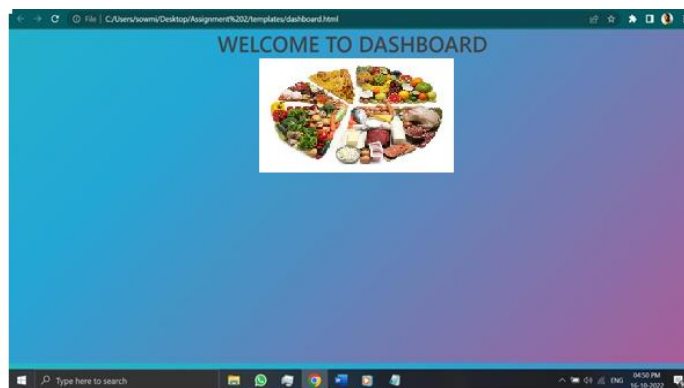 File | C:/Users/sowmi/Desktop/Assignment%202/templates/dashboard.html
WELCOME TO DASHBOARD
Type here to search
ENG
04:50 PM
16-10-2022